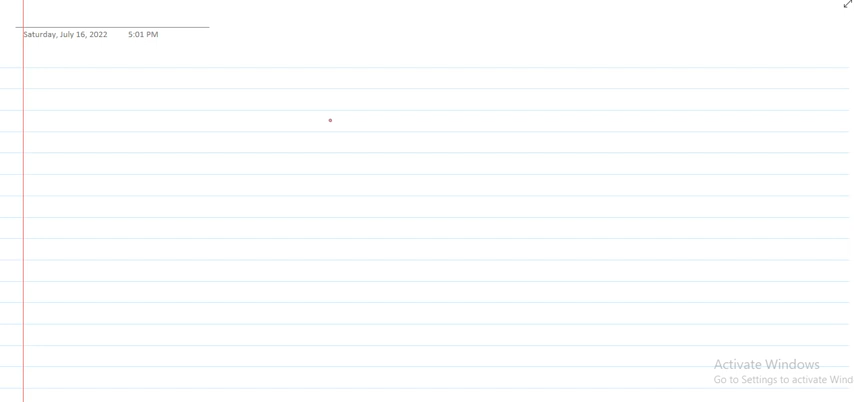 Saturday, July 16, 2022 5:01 PM
Activate Windows
Go to Settings to activate Wind